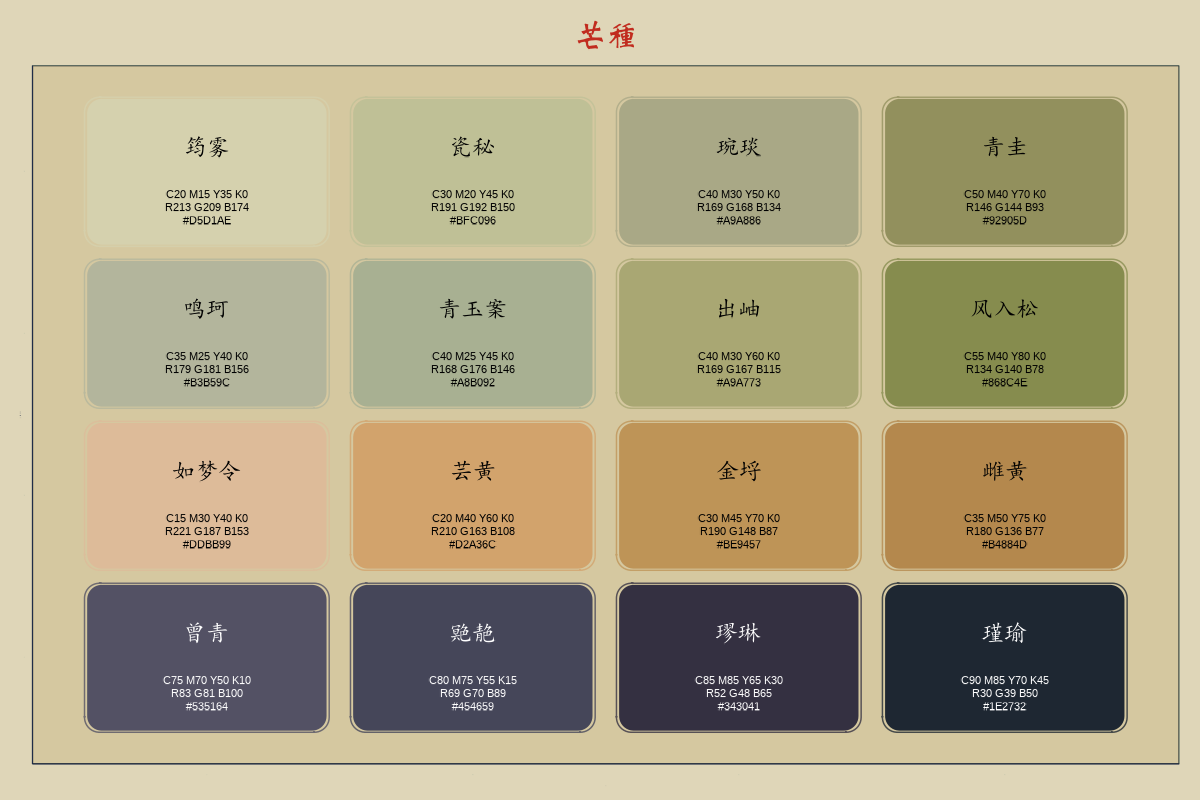 芒種
筠雾
C20 M15 Y35 K0
R213 G209 B174
#D5D1AE
瓷秘
C30 M20 Y45 K0
R191 G192 B150
#BFC096
琬琰
C40 M30 Y50 K0
R169 G168 B134
#A9A886
青圭
C50 M40 Y70 K0
R146 G144 B93
#92905D
鸣珂
C35 M25 Y40 K0
R179 G181 B156
#B3B59C
青玉案
C40 M25 Y45 K0
R168 G176 B146
#A8B092
出岫
C40 M30 Y60 K0
R169 G167 B115
#A9A773
风入松
C55 M40 Y80 K0
R134 G140 B78
#868C4E
如梦令
C15 M30 Y40 K0
R221 G187 B153
#DDBB99
芸黄
C20 M40 Y60 K0
R210 G163 B108
#D2A36C
金埒
C30 M45 Y70 K0
R190 G148 B87
#BE9457
雌黄
C35 M50 Y75 K0
R180 G136 B77
#B4884D
曾青
C75 M70 Y50 K10
R83 G81 B100
#535164
䒌靘
C80 M75 Y55 K15
R69 G70 B89
#454659
璆琳
C85 M85 Y65 K30
R52 G48 B65
#343041
瑾瑜
C90 M85 Y70 K45
R30 G39 B50
#1E2732